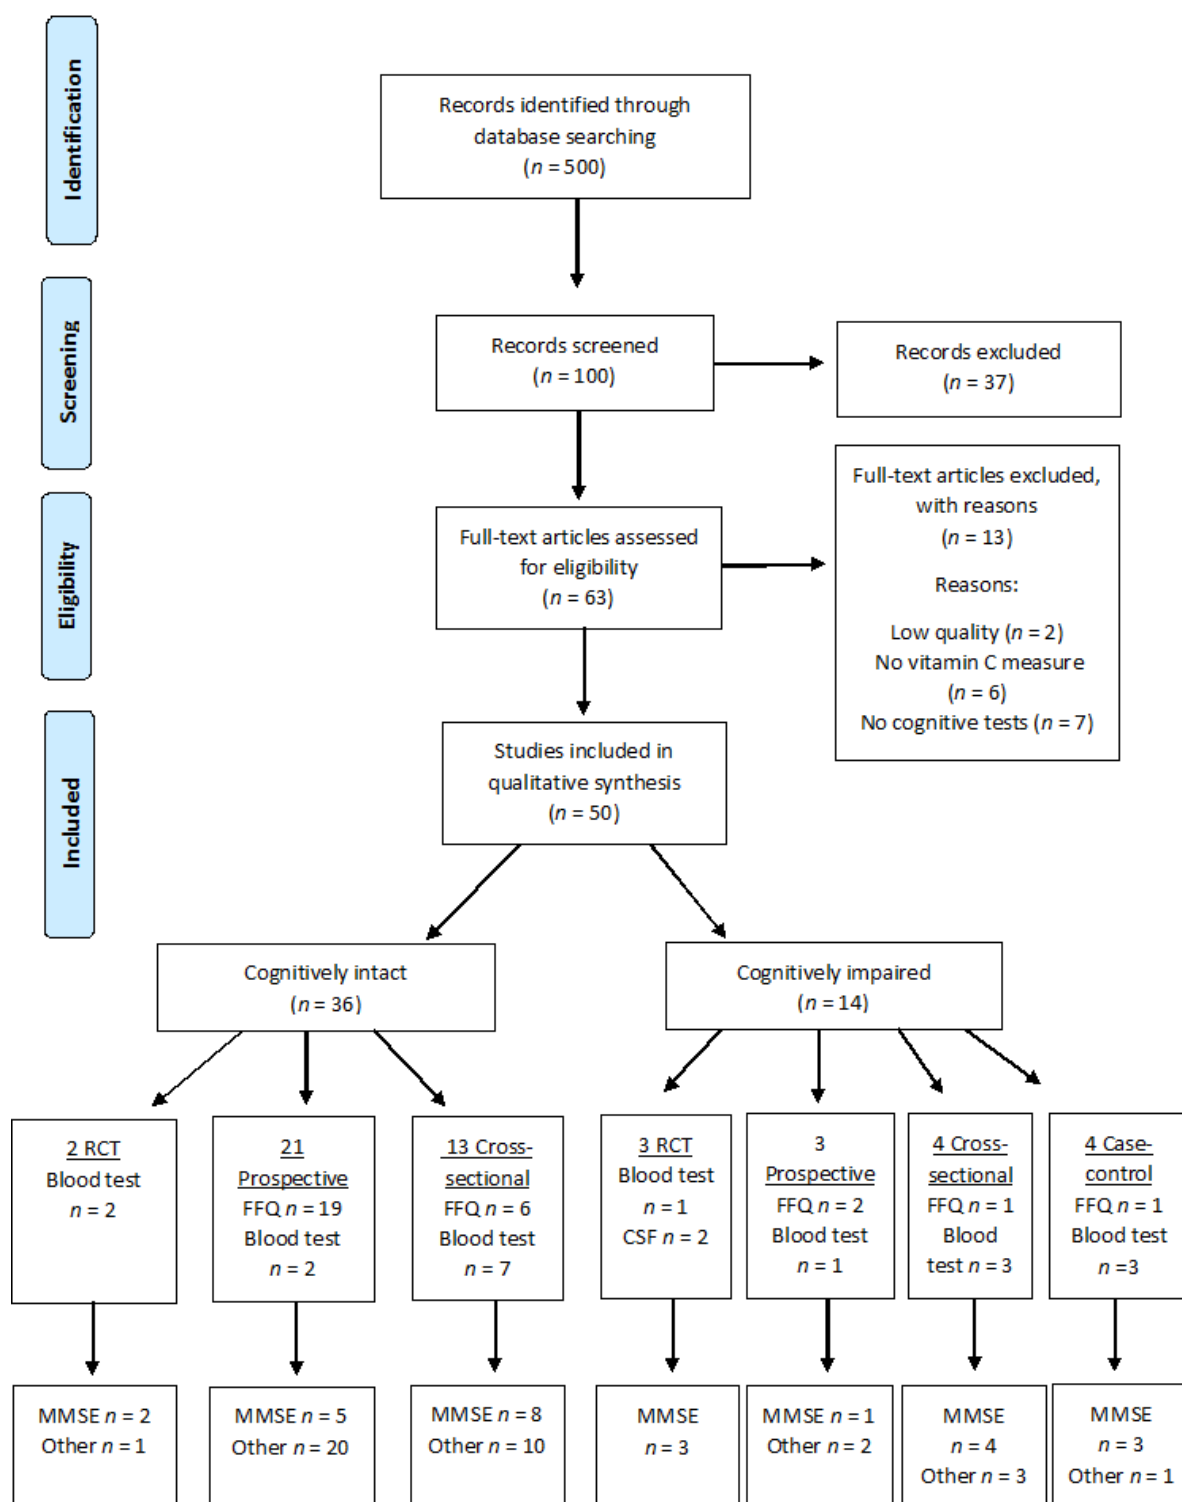 Identification
Records identified through
database searching
(n = 500)
Screening
Records screened
(n = 100)
Records excluded
(n = 37)
Eligibility
Full-text articles assessed
for eligibility
(n = 63)
Full-text articles excluded,
with reasons
(n = 13)
Reasons:
Low quality (n = 2)
No vitamin C measure
(n = 6)
No cognitive tests (n = 7)
Included
Studies included in
qualitative synthesis
(n = 50)
Cognitively intact
(n = 36)
Cognitively impaired
(n = 14)
2 RCT
Blood test
n = 2
21
Prospective
FFQ n = 19
Blood test
n = 2
13 Cross-
sectional
FFQ n = 6
Blood test
n = 7
3 RCT
Blood test
n = 1
CSF n = 2
3
Prospective
FFQ n = 2
Blood test
n = 1
4 Cross-
sectional
FFQ n = 1
Blood
test n = 3
4 Case-
control
FFQ n = 1
Blood test
n =3
MMSE n = 2
Other n = 1
MMSE n = 5
Other n = 20
MMSE n = 8
Other n = 10
MMSE
n = 3
MMSE n = 1
Other n = 2
MMSE
n = 4
Other n = 3
MMSE
n = 3
Other n = 1